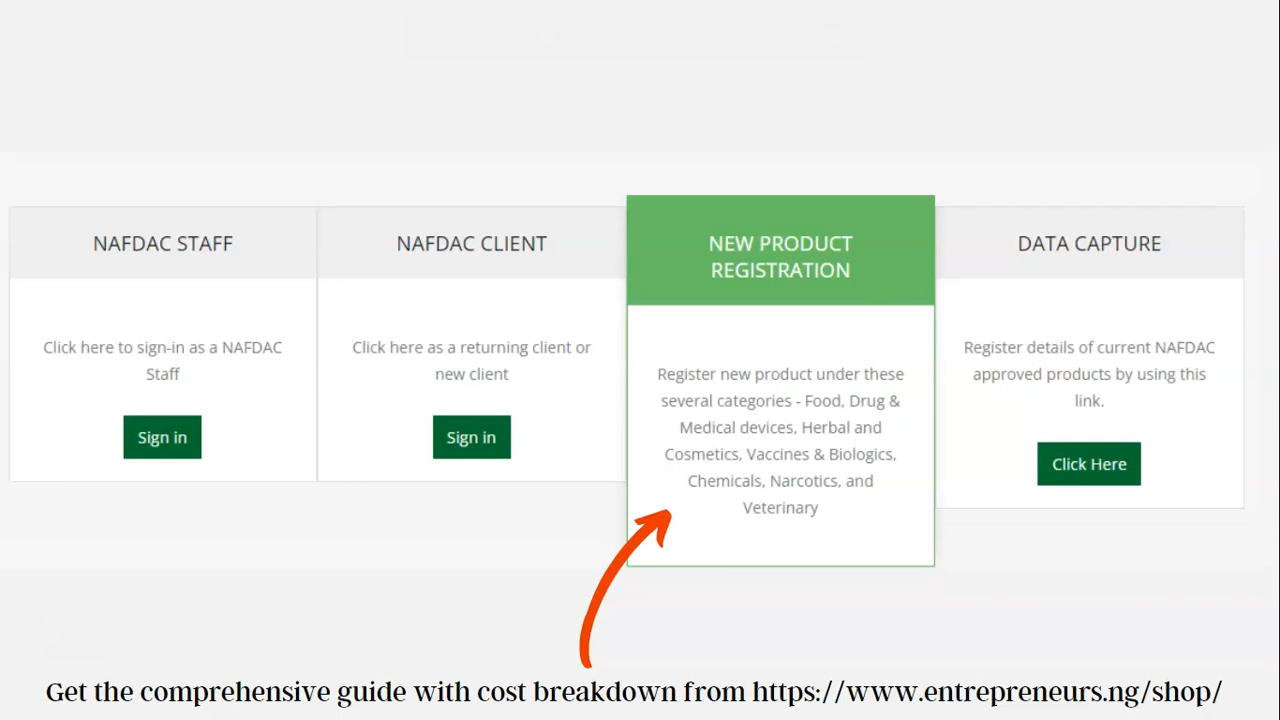 NAFDAC STAFF
Click here to sign-in as a NAFDAC
Staff
Sign in
NAFDAC CLIENT
Click here as a returning client or
new client
Sign in
NEW PRODUCT
REGISTRATION
Register new product under these
several categories - Food, Drug &
Medical devices, Herbal and
Cosmetics, Vaccines & Biologics,
Chemicals, Narcotics, and
Veterinary
DATA CAPTURE
Register details of current NAFDAC
approved products by using this
link.
Click Here
Get the comprehensive guide with cost breakdown from https://www.entrepreneurs.ng/shop/